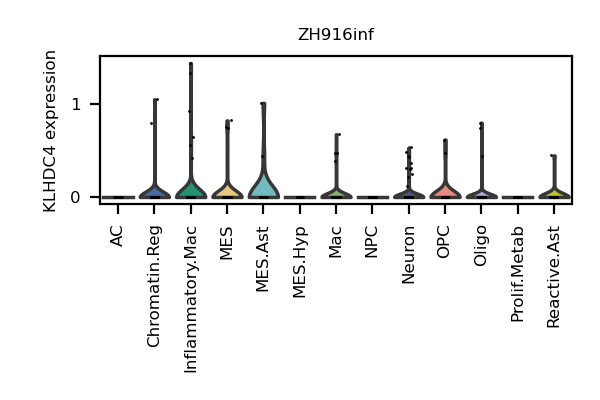 ZH916inf
KLHDC4 expression
1
0
AC
Chromatin.Reg
Inflammatory.Mac
MES
MES.Ast
MES.Hyp
Mac
NPC
Neuron
OPC
Oligo
Prolif.Metab
Reactive.Ast